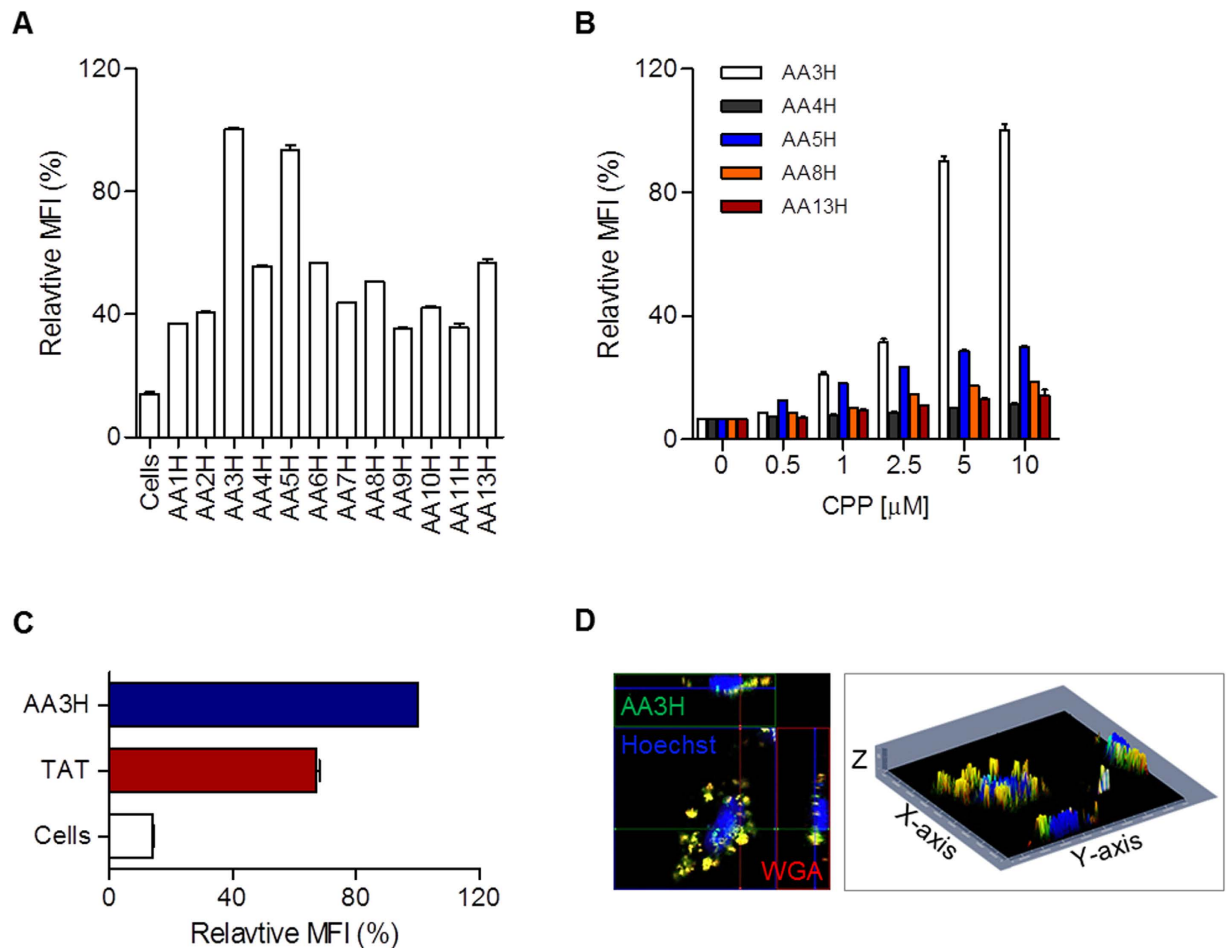 A
120
80
40
0
Relavtive MFI (%)
Cells
AA1H
AA2H
AA3H
AA4H
AA5H
AA6H
AA7H
AA8H
AA9H
AA10H
AA11H
AA13H
B
120
80
40
0
Relavtive MFI (%)
AA3H
AA4H
AA5H
AA8H
AA13H
0 0.5 1 2.5 5 10
CPP [μM]
C
AA3H
TAT
Cells
0 40 80 120
Relavtive MFI (%)
D
AA3H
Hoechst
WGA
Z
X-axis
Y-axis